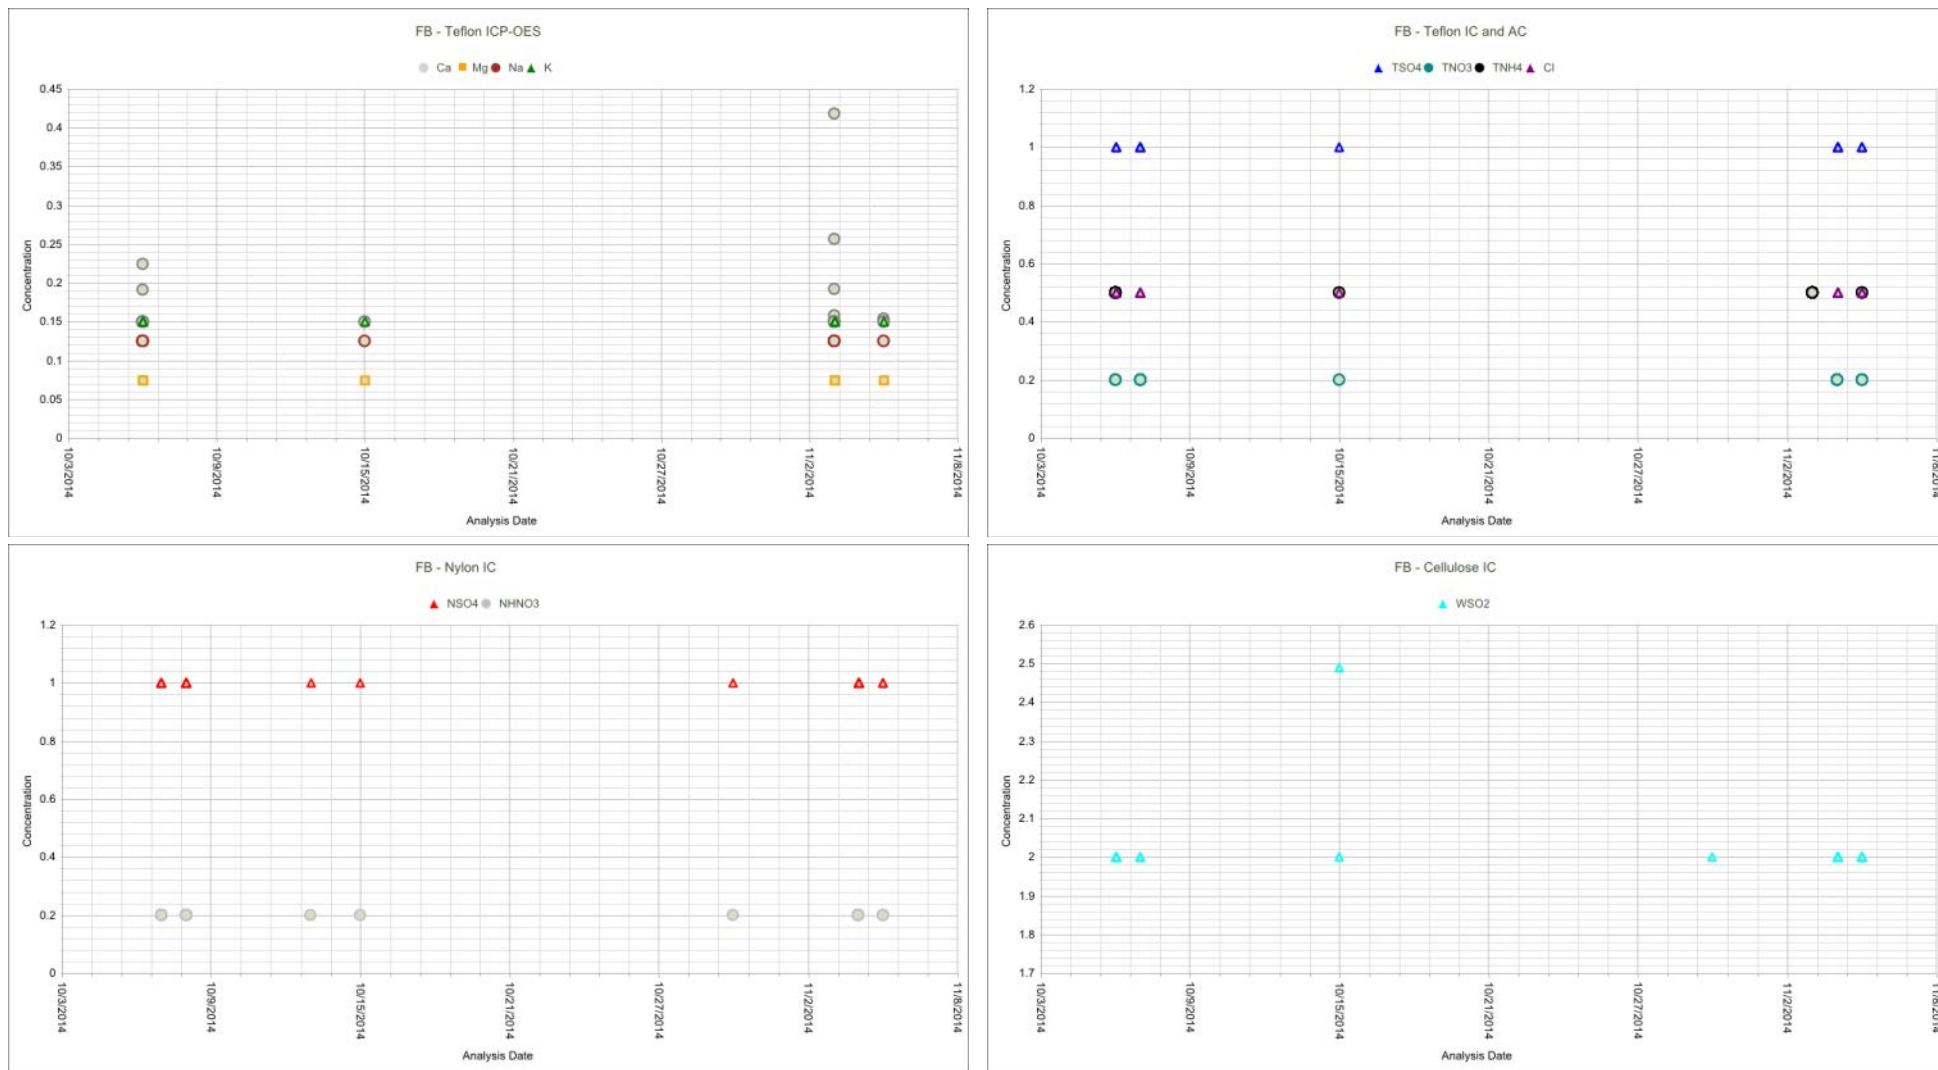 FB - Teflon ICP-OES
Ca Mg Na K
0.45
0.4
0.35
0.3
0.25
0.2
0.15
0.1
0.05
0
Concentration
10/3/2014 10/9/2014 10/15/2014 10/21/2014 10/27/2014 11/2/2014 11/8/2014
Analysis Date
FB - Teflon IC and AC
TSO4 TNO3 TNH4 Cl
1.2
1
0.8
0.6
0.4
0.2
0
Concentration
10/3/2014 10/9/2014 10/15/2014 10/21/2014 10/27/2014 11/2/2014 11/8/2014
Analysis Date
FB - Nylon IC
NSO4 NHNO3
1.2
1
0.8
0.6
0.4
0.2
0
Concentration
10/3/2014 10/9/2014 10/15/2014 10/21/2014 10/27/2014 11/2/2014 11/8/2014
Analysis Date
FB - Cellulose IC
WSO2
2.6
2.5
2.4
2.3
2.2
2.1
2
1.9
1.8
1.7
Concentration
10/3/2014 10/9/2014 10/15/2014 10/21/2014 10/27/2014 11/2/2014 11/8/2014
Analysis Date